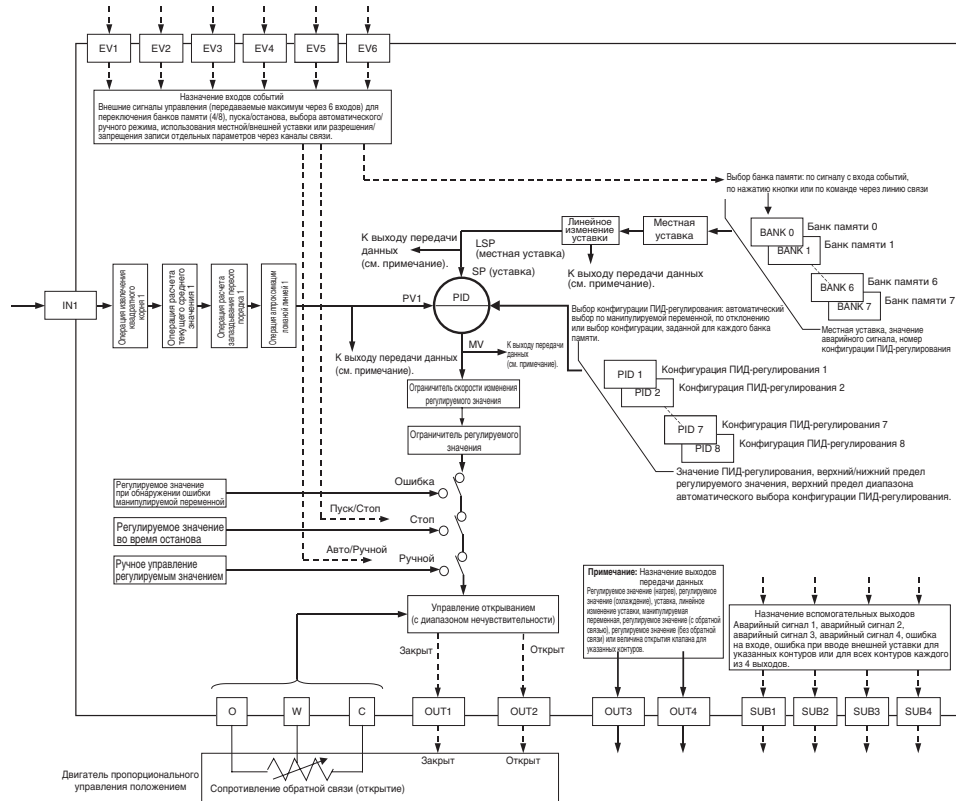 EV1 EV2 EV3 EV4 EV5 EV6
Назначение входов событий
Внешние сигналы управления (передаваемые максимум через 6 входов) для
переключения банков памяти (4/8), пуска/останова, выбора автоматического/
ручного режима, использования местной/внешней уставки или разрешения/
запрещения записи отдельных параметров через каналы связи.
Выбор банка памяти: по сигналу с входа событий,
по нажатию кнопки или по команде через линию связи
BANK 0
Банк памяти 0
BANK 1
Банк памяти 1
BANK 6
Банк памяти 6
BANK 7
Банк памяти 7
Местная уставка, значение
аварийного сигнала, номер
конфигурации ПИД-регулирования
Местная
уставка
Линейное
изменение
уставки
LSP
(местная уставка)
SP (уставка)
К выходу передачи
данных
(см. примечание).
К выходу передачи данных
(см. примечание).
IN1
Операция извлечения
квадратного
корня 1
Операция расчета
текущего среднего
значения 1
Операция расчета
запаздывания первого
порядка 1
Операция аппроксимации
ломаной линией 1
PV1
PID
К выходу передачи данных
(см. примечание).
MV
К выходу передачи
данных
(см. примечание).
Выбор конфигурации ПИД-регулирования: автоматический
выбор по манипулируемой переменной, по отклонению
или выбор конфигурации, заданной для каждого банка
памяти.
PID 1
Конфигурация ПИД-регулирования 1
PID 2
Конфигурация ПИД-регулирования 2
PID 7
Конфигурация ПИД-регулирования 7
PID 8
Конфигурация ПИД-регулирования 8
Значение ПИД-регулирования, верхний/нижний предел
регулируемого значения, верхний предел диапазона
автоматического выбора конфигурации ПИД-регулирования.
Ограничитель скорости изменения
регулируемого значения
Ограничитель регулируемого
значения
Регулируемое значение
при обнаружении ошибки
манипулируемой переменной
Ошибка
Пуск/Стоп
Регулируемое значение
во время останова
Стоп
Авто/Ручной
Ручное управление
регулируемым значением
Ручной
Управление открыванием
(с диапазоном нечувствительности)
Закрыт
Открыт
Примечание: Назначение выходов
передачи данных
Регулируемое значение (нагрев), регулируемое
значение (охлаждение), уставка, линейное
изменение уставки, манипулируемая
переменная, регулируемое значение (с обратной
связью), регулируемое значение (без обратной
связи) или величина открытия клапана для
указанных контуров.
Назначение вспомогательных выходов
Аварийный сигнал 1, аварийный сигнал 2,
аварийный сигнал 3, аварийный сигнал 4, ошибка
на входе, ошибка при вводе внешней уставки для
указанных контуров или для всех контуров каждого
из 4 выходов.
O W C OUT1 OUT2 OUT3 OUT4 SUB1 SUB2 SUB3 SUB4
Закрыт
Открыт
Двигатель пропорционального
управления положением
Сопротивление обратной связи (открытие)